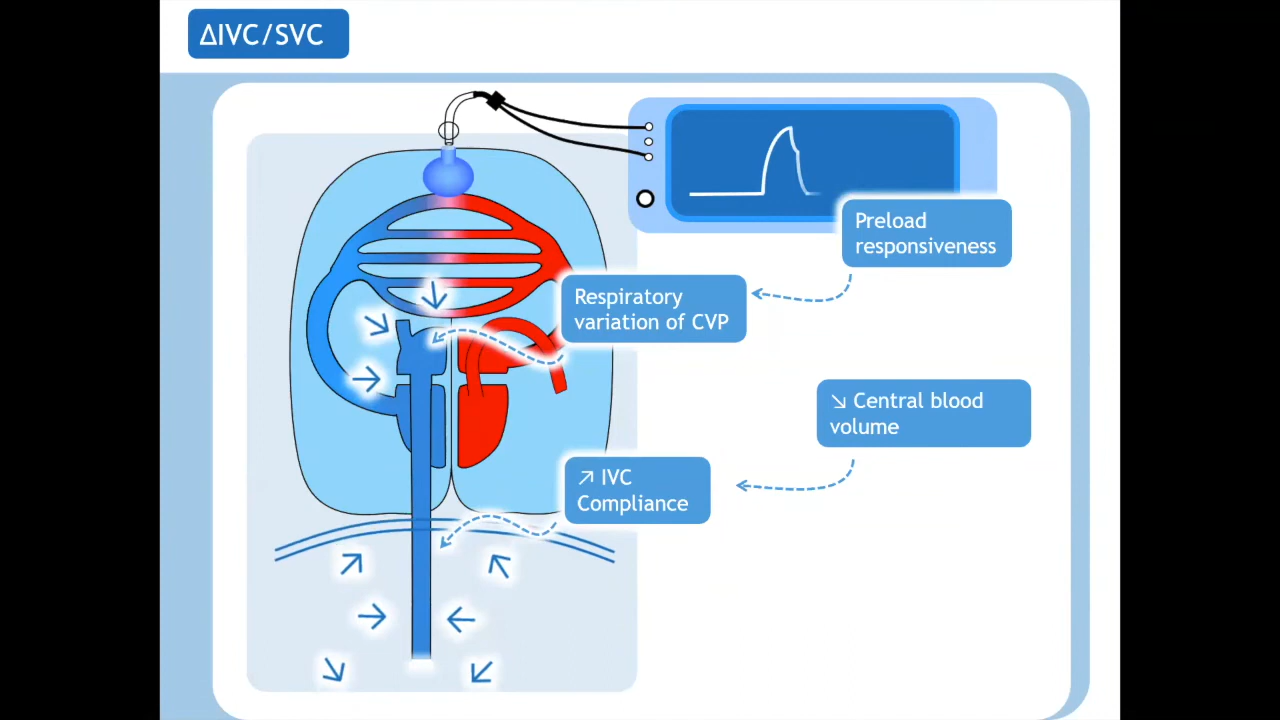 ΔIVC/SVC
Preload
responsiveness
Respiratory
variation of CVP
↘ Central blood
volume
↗ IVC
Compliance